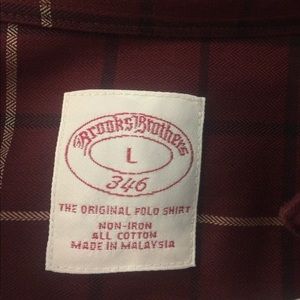 Brooks Brothers
L
346
THE ORIGINAL POLO SHIRT
NON-IRON
ALL COTTON
MADE IN MALAYSIA